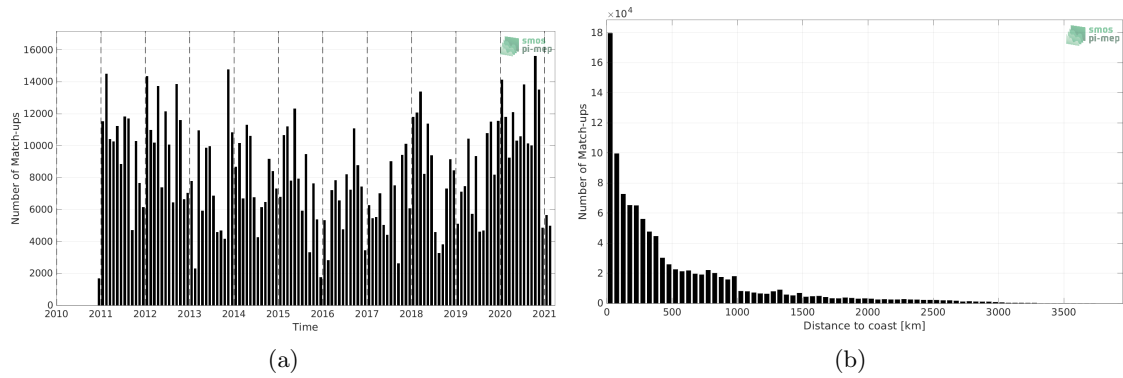 16000
14000
12000
10000
8000
6000
4000
2000
0
Number of Match-ups
2010 2011 2012 2013 2014 2015 2016 2017 2018 2019 2020 2021
Time
smos
pi-mep
(a)
×10⁴
18
16
14
12
10
8
6
4
2
0
Number of Match-ups
0 500 1000 1500 2000 2500 3000 3500
Distance to coast [km]
smos
pi-mep
(b)